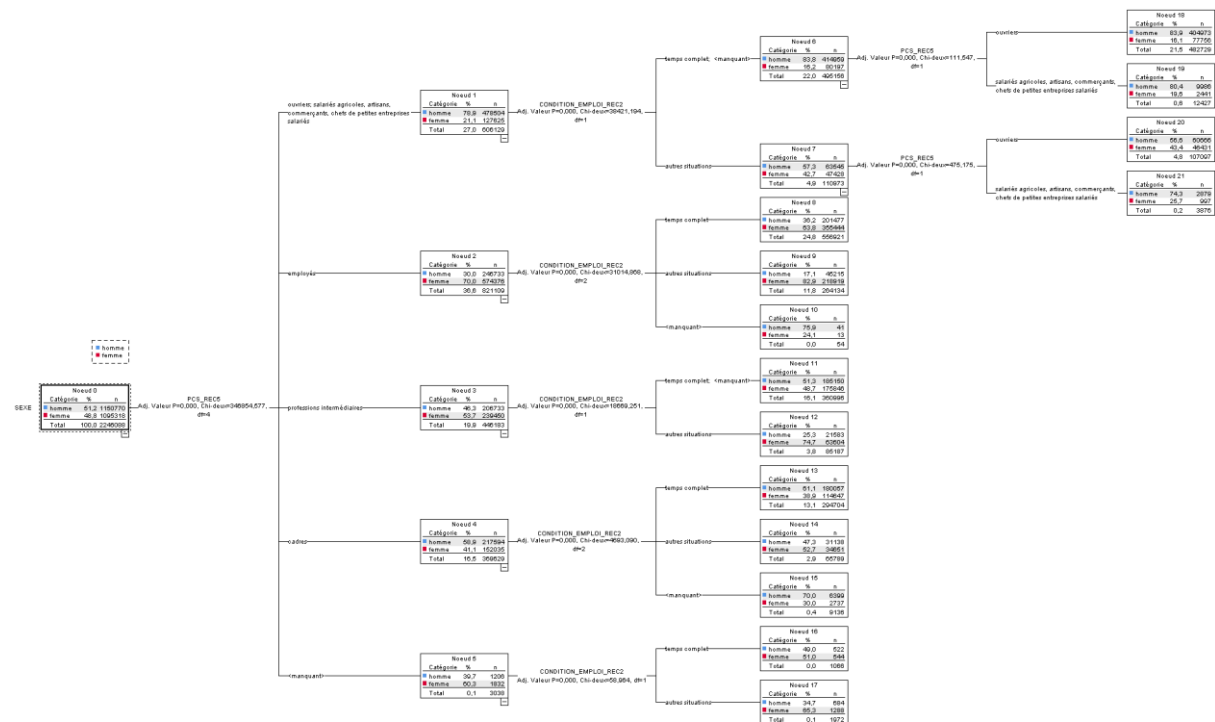 SEXE
homme
femme
Noeud 0
Catégorie % n
homme 51,2 1150770
femme 48,8 1095318
Total 100,0 2246088
PCS_REC5
Adj. Valeur P=0,000, Chi-deux=346854,577,
df=4
ouvriers; salariés agricoles, artisans,
commerçants, chefs de petites entreprises
salariés
Noeud 1
Catégorie % n
homme 78,9 478504
femme 21,1 127625
Total 27,0 606129
CONDITION_EMPLOI_REC2
Adj. Valeur P=0,000, Chi-deux=38421,194,
df=1
temps complet; <manquant>
Noeud 6
Catégorie % n
homme 83,8 414959
femme 16,2 80197
Total 22,0 495156
PCS_REC5
Adj. Valeur P=0,000, Chi-deux=111,547,
df=1
ouvriers
Noeud 18
Catégorie % n
homme 83,9 404973
femme 16,1 77756
Total 21,5 482729
salariés agricoles, artisans, commerçants,
chefs de petites entreprises salariés
Noeud 19
Catégorie % n
homme 80,4 9986
femme 19,6 2441
Total 0,6 12427
autres situations
Noeud 7
Catégorie % n
homme 57,3 63545
femme 42,7 47428
Total 4,9 110973
PCS_REC5
Adj. Valeur P=0,000, Chi-deux=475,175,
df=1
ouvriers
Noeud 20
Catégorie % n
homme 56,6 60666
femme 43,4 46431
Total 4,8 107097
salariés agricoles, artisans, commerçants,
chefs de petites entreprises salariés
Noeud 21
Catégorie % n
homme 74,3 2879
femme 25,7 997
Total 0,2 3876
employés
Noeud 2
Catégorie % n
homme 30,0 246733
femme 70,0 574376
Total 36,6 821109
CONDITION_EMPLOI_REC2
Adj. Valeur P=0,000, Chi-deux=31014,868,
df=2
temps complet
Noeud 8
Catégorie % n
homme 36,2 201477
femme 63,8 355444
Total 24,8 556921
autres situations
Noeud 9
Catégorie % n
homme 17,1 45215
femme 82,9 218919
Total 11,8 264134
<manquant>
Noeud 10
Catégorie % n
homme 75,9 41
femme 24,1 13
Total 0,0 54
professions intermédiaires
Noeud 3
Catégorie % n
homme 46,3 206733
femme 53,7 239450
Total 19,9 446183
CONDITION_EMPLOI_REC2
Adj. Valeur P=0,000, Chi-deux=18669,251,
df=1
temps complet; <manquant>
Noeud 11
Catégorie % n
homme 51,3 185150
femme 48,7 175846
Total 16,1 360996
autres situations
Noeud 12
Catégorie % n
homme 25,3 21583
femme 74,7 63604
Total 3,8 85187
cadres
Noeud 4
Catégorie % n
homme 58,9 217594
femme 41,1 152035
Total 16,5 369629
CONDITION_EMPLOI_REC2
Adj. Valeur P=0,000, Chi-deux=4693,090,
df=2
temps complet
Noeud 13
Catégorie % n
homme 61,1 180057
femme 38,9 114647
Total 13,1 294704
autres situations
Noeud 14
Catégorie % n
homme 47,3 31138
femme 52,7 34651
Total 2,9 65789
<manquant>
Noeud 15
Catégorie % n
homme 70,0 6399
femme 30,0 2737
Total 0,4 9136
<manquant>
Noeud 5
Catégorie % n
homme 39,7 1206
femme 60,3 1832
Total 0,1 3038
CONDITION_EMPLOI_REC2
Adj. Valeur P=0,000, Chi-deux=58,964, df=1
temps complet
Noeud 16
Catégorie % n
homme 49,0 522
femme 51,0 544
Total 0,0 1066
autres situations
Noeud 17
Catégorie % n
homme 34,7 684
femme 65,3 1288
Total 0,1 1972